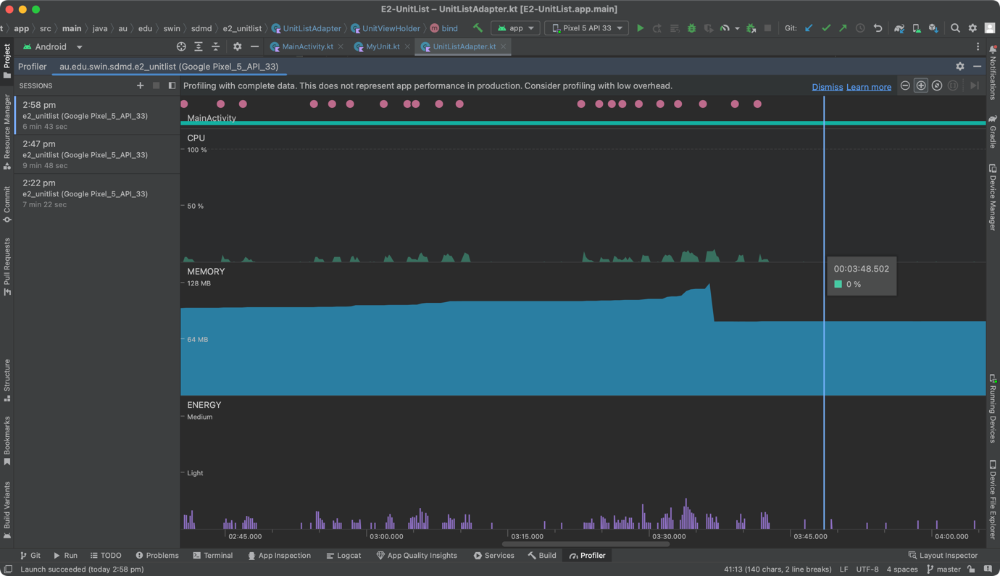 E2-UnitList – UnitListAdapter.kt [E2-UnitList.app.main]
t
app
src
main
java
au
edu
swin
sdmd
e2_unitlist
UnitListAdapter
UnitViewHolder
m bind
app
Pixel 5 API 33
Git:
Android
MainActivity.kt
MyUnit.kt
UnitListAdapter.kt
Profiler
au.edu.swin.sdmd.e2_unitlist (Google Pixel_5_API_33)
SESSIONS
Profiling with complete data. This does not represent app performance in production. Consider profiling with low overhead.
Dismiss
Learn more
2:58 pm
e2_unitlist (Google Pixel_5_API_33)
6 min 43 sec
2:47 pm
e2_unitlist (Google Pixel_5_API_33)
9 min 48 sec
2:22 pm
e2_unitlist (Google Pixel_5_API_33)
7 min 22 sec
MainActivity
CPU
100 %
50 %
MEMORY
128 MB
64 MB
00:03:48.502
0 %
ENERGY
Medium
Light
02:45.000
03:00.000
03:15.000
03:30.000
03:45.000
04:00.000
Project
Resource Manager
Commit
Pull Requests
Structure
Bookmarks
Build Variants
Notifications
Gradle
Device Manager
Running Devices
Device File Explorer
Git
Run
TODO
Problems
Terminal
App Inspection
Logcat
App Quality Insights
Services
Build
Profiler
Layout Inspector
Launch succeeded (today 2:58 pm)
41:13 (140 chars, 2 line breaks)
LF
UTF-8
4 spaces
master